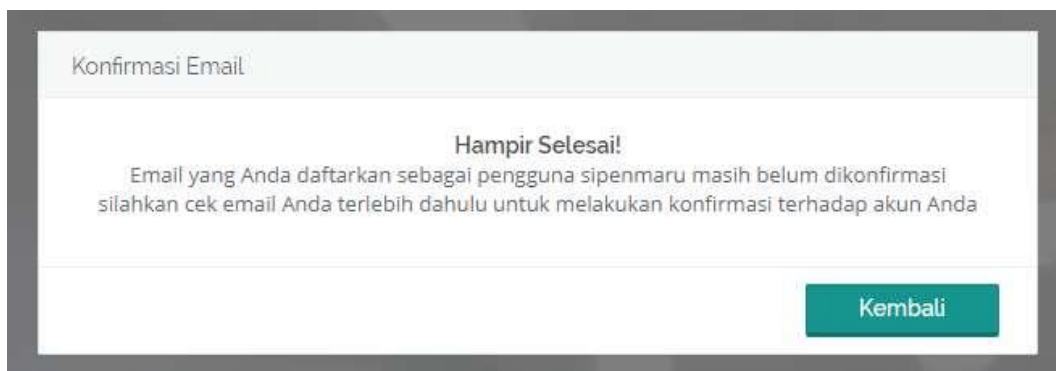 Konfirmasi Email
Hampir Selesai!
Email yang Anda daftarkan sebagai pengguna sipenmaru masih belum dikonfirmasi
silahkan cek email Anda terlebih dahulu untuk melakukan konfirmasi terhadap akun Anda
Kembali